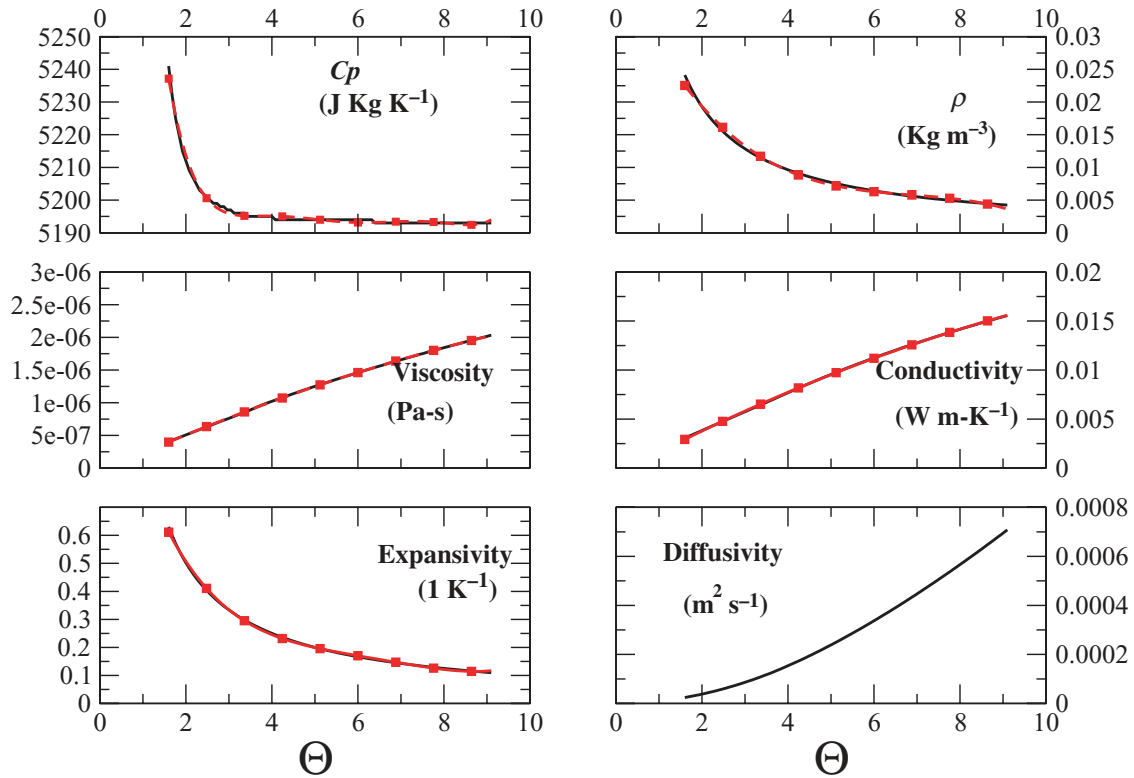 0 2 4 6 8 10
0 2 4 6 8 10
5250
5240
5230
5220
5210
5200
5190
Cp
(J Kg K⁻¹)
0.03
0.025
0.02
0.015
0.01
0.005
0
ρ
(Kg m⁻³)
3e-06
2.5e-06
2e-06
1.5e-06
1e-06
5e-07
0
Viscosity
(Pa-s)
0.02
0.015
0.01
0.005
0
Conductivity
(W m-K⁻¹)
0.6
0.5
0.4
0.3
0.2
0.1
0
Expansivity
(1 K⁻¹)
0.0008
0.0006
0.0004
0.0002
0
Diffusivity
(m² s⁻¹)
0 2 4 6 8 10
0 2 4 6 8 10
Θ
Θ